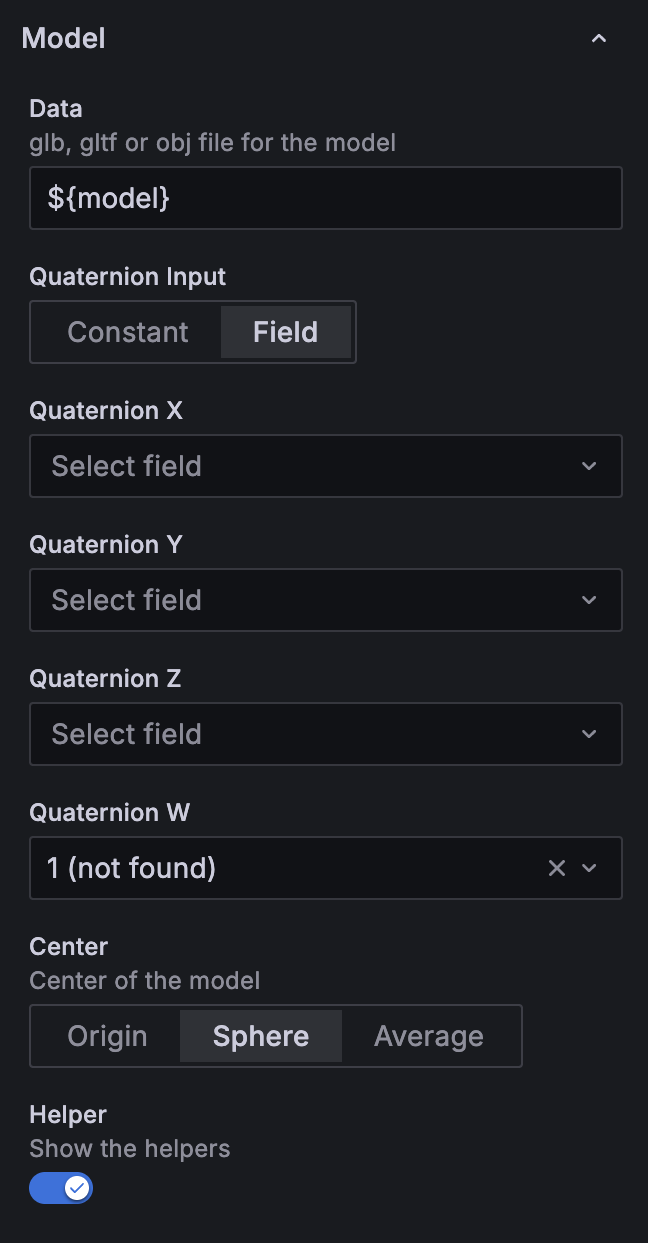 Model
Data
glb, gltf or obj file for the model
${model}
Quaternion Input
Constant Field
Quaternion X
Select field
Quaternion Y
Select field
Quaternion Z
Select field
Quaternion W
1 (not found)
Center
Center of the model
Origin Sphere Average
Helper
Show the helpers